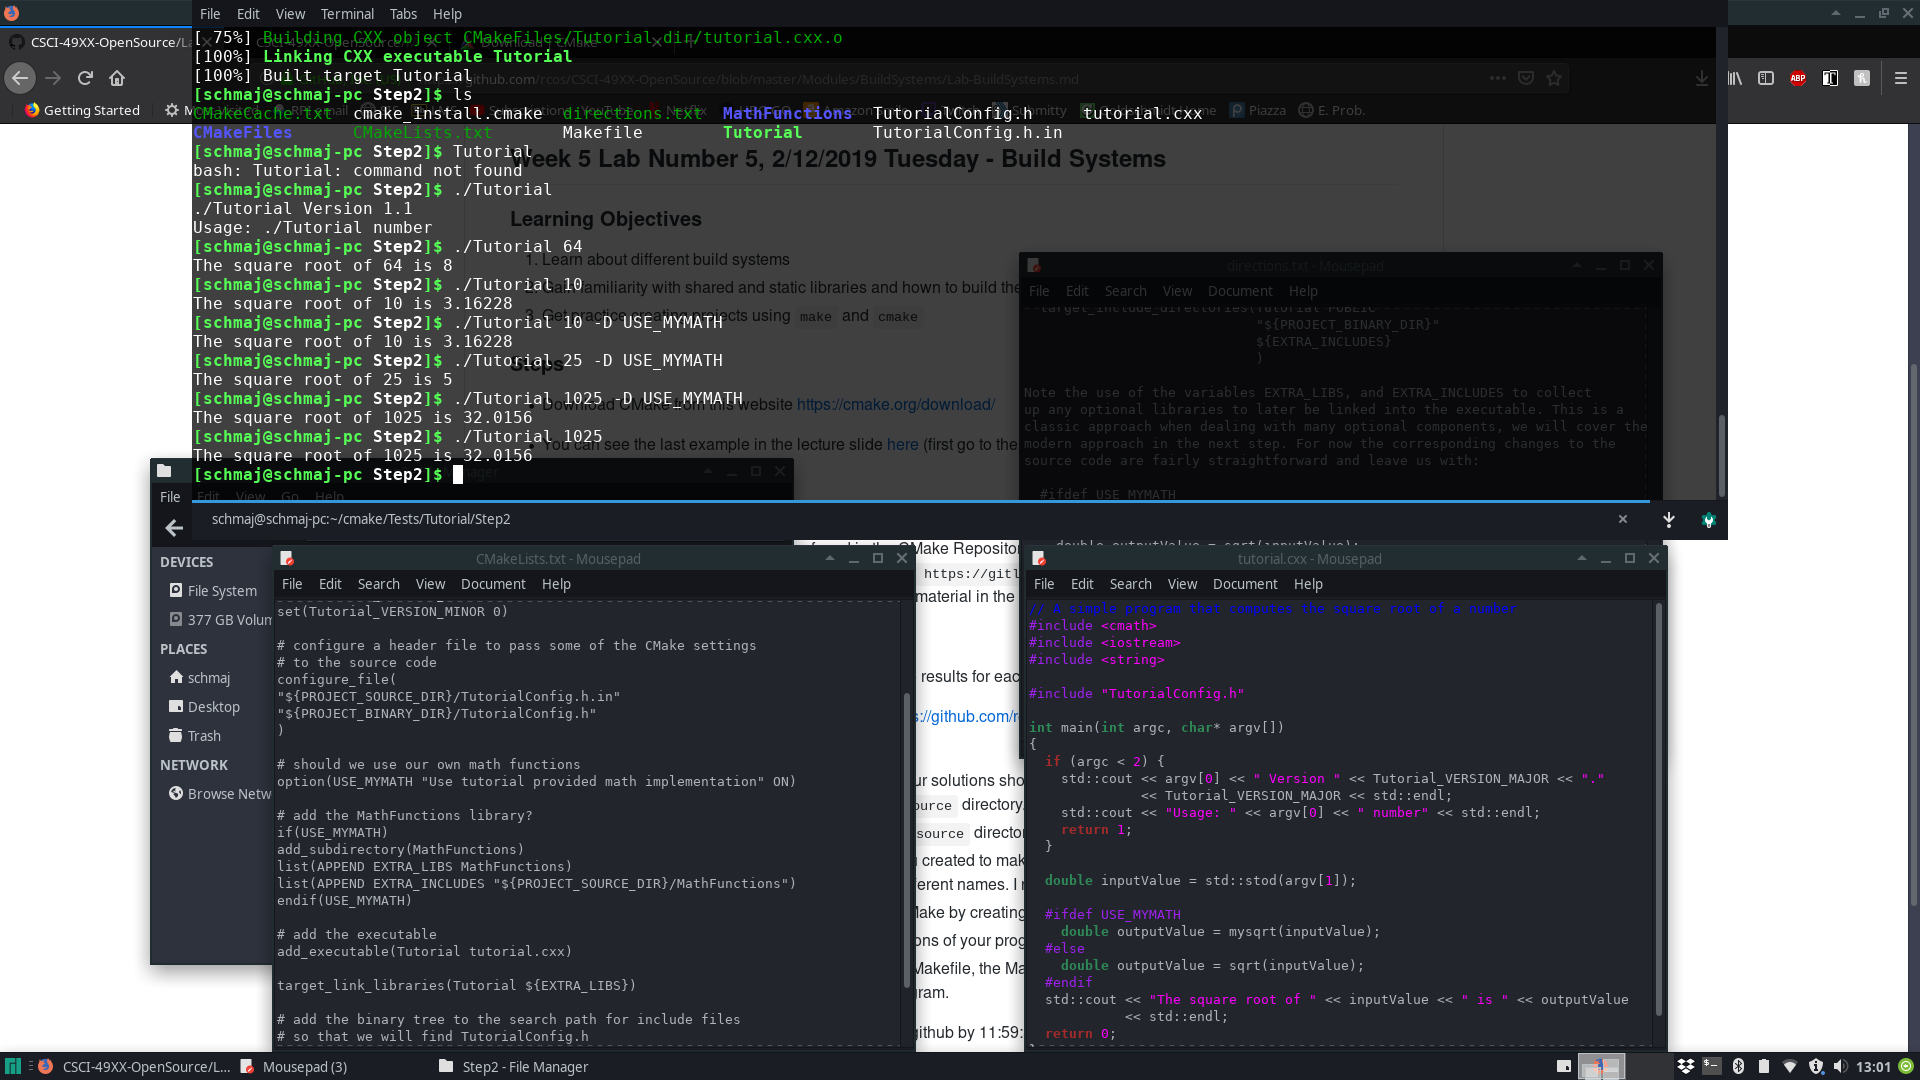 File Edit View Terminal Tabs Help
[ 75%] Building CXX object CMakeFiles/Tutorial.dir/tutorial.cxx.o
[100%] Linking CXX executable Tutorial
[100%] Built target Tutorial
[schmaj@schmaj-pc Step2]$ ls
CMakeCache.txt cmake_install.cmake directions.txt MathFunctions TutorialConfig.h tutorial.cxx
CMakeFiles CMakeLists.txt Makefile Tutorial TutorialConfig.h.in
[schmaj@schmaj-pc Step2]$ Tutorial
bash: Tutorial: command not found
[schmaj@schmaj-pc Step2]$ ./Tutorial
./Tutorial Version 1.1
Usage: ./Tutorial number
[schmaj@schmaj-pc Step2]$ ./Tutorial 64
The square root of 64 is 8
[schmaj@schmaj-pc Step2]$ ./Tutorial 10
The square root of 10 is 3.16228
[schmaj@schmaj-pc Step2]$ ./Tutorial 10 -D USE_MYMATH
The square root of 10 is 3.16228
[schmaj@schmaj-pc Step2]$ ./Tutorial 25 -D USE_MYMATH
The square root of 25 is 5
[schmaj@schmaj-pc Step2]$ ./Tutorial 1025 -D USE_MYMATH
The square root of 1025 is 32.0156
[schmaj@schmaj-pc Step2]$ ./Tutorial 1025
The square root of 1025 is 32.0156
[schmaj@schmaj-pc Step2]$
schmaj@schmaj-pc:~/cmake/Tests/Tutorial/Step2
CSCI-49XX-OpenSource/La
github.com/rcos/CSCI-49XX-OpenSource/blob/master/Modules/BuildSystems/Lab-BuildSystems.md
ABP
Getting Started
Piazza
E. Prob.
Week 5 Lab Number 5, 2/12/2019 Tuesday - Build Systems
Learning Objectives
1. Learn about different build systems
2. Gain familiarity with shared and static libraries and hown to build the
3. Get practice creating projects using make and cmake
Steps
Download CMake from this website https://cmake.org/download/
You can see the last example in the lecture slide here (first go to the
directions.txt - Mousepad
File Edit Search View Document Help
target_include_directories(Tutorial PUBLIC
"${PROJECT_BINARY_DIR}"
${EXTRA_INCLUDES}
)
Note the use of the variables EXTRA_LIBS, and EXTRA_INCLUDES to collect
up any optional libraries to later be linked into the executable. This is a
classic approach when dealing with many optional components, we will cover the
modern approach in the next step. For now the corresponding changes to the
source code are fairly straightforward and leave us with:
#ifdef USE_MYMATH
double outputValue = sqrt(inputValue);
File Edit View Go Help
DEVICES
File System
377 GB Volum
PLACES
schmaj
Desktop
Trash
NETWORK
Browse Netw
CMakeLists.txt - Mousepad
File Edit Search View Document Help
set(Tutorial_VERSION_MINOR 0)
# configure a header file to pass some of the CMake settings
# to the source code
configure_file(
"${PROJECT_SOURCE_DIR}/TutorialConfig.h.in"
"${PROJECT_BINARY_DIR}/TutorialConfig.h"
)
# should we use our own math functions
option(USE_MYMATH "Use tutorial provided math implementation" ON)
# add the MathFunctions library?
if(USE_MYMATH)
add_subdirectory(MathFunctions)
list(APPEND EXTRA_LIBS MathFunctions)
list(APPEND EXTRA_INCLUDES "${PROJECT_SOURCE_DIR}/MathFunctions")
endif(USE_MYMATH)
# add the executable
add_executable(Tutorial tutorial.cxx)
target_link_libraries(Tutorial ${EXTRA_LIBS})
# add the binary tree to the search path for include files
# so that we will find TutorialConfig.h
found in the CMake Reposito
https://gitl
material in the
results for eac
s://github.com/r
ur solutions sho
ource directory
source director
u created to mak
erent names. I
Make by creating
ons of your prog
Makefile, the Ma
gram.
github by 11:59:
tutorial.cxx - Mousepad
File Edit Search View Document Help
// A simple program that computes the square root of a number
#include <cmath>
#include <iostream>
#include <string>
#include "TutorialConfig.h"
int main(int argc, char* argv[])
{
if (argc < 2) {
std::cout << argv[0] << " Version " << Tutorial_VERSION_MAJOR << "."
<< Tutorial_VERSION_MAJOR << std::endl;
std::cout << "Usage: " << argv[0] << " number" << std::endl;
return 1;
}
double inputValue = std::stod(argv[1]);
#ifdef USE_MYMATH
double outputValue = mysqrt(inputValue);
#else
double outputValue = sqrt(inputValue);
#endif
std::cout << "The square root of " << inputValue << " is " << outputValue
<< std::endl;
return 0;
CSCI-49XX-OpenSource/L...
Mousepad (3)
Step2 - File Manager
13:01